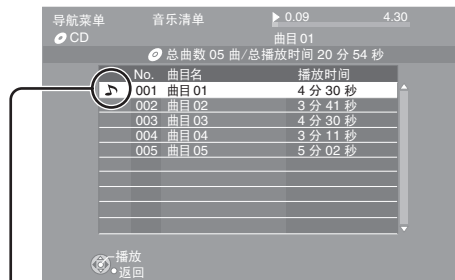 导航菜单 音乐清单 0.09 4.30
CD 曲目 01
总曲数 05 曲/总播放时间 20 分 54 秒
No. 曲目名 播放时间
001 曲目 01 4 分 30 秒
002 曲目 02 3 分 41 秒
003 曲目 03 4 分 30 秒
004 曲目 04 3 分 11 秒
005 曲目 05 5 分 02 秒
播放
返回